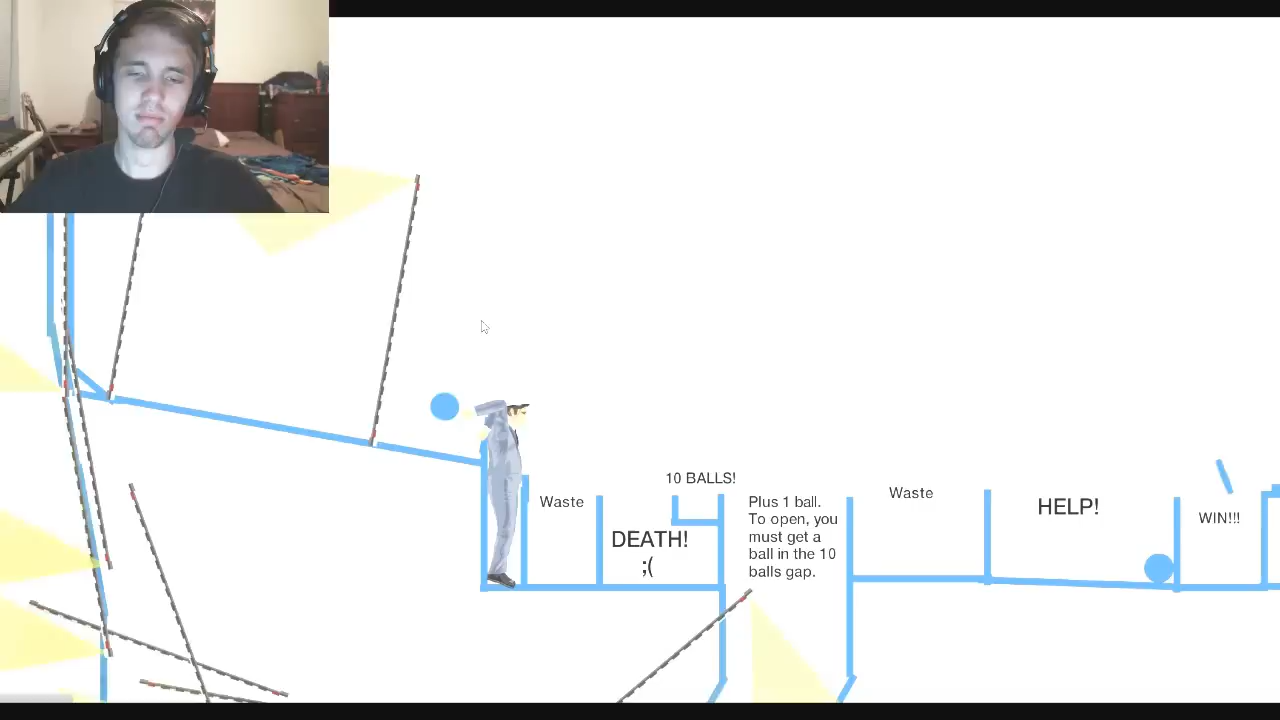 10 BALLS!
Waste
DEATH!
;(
Plus 1 ball.
To open, you
must get a
ball in the 10
balls gap.
Waste
HELP!
WIN!!!